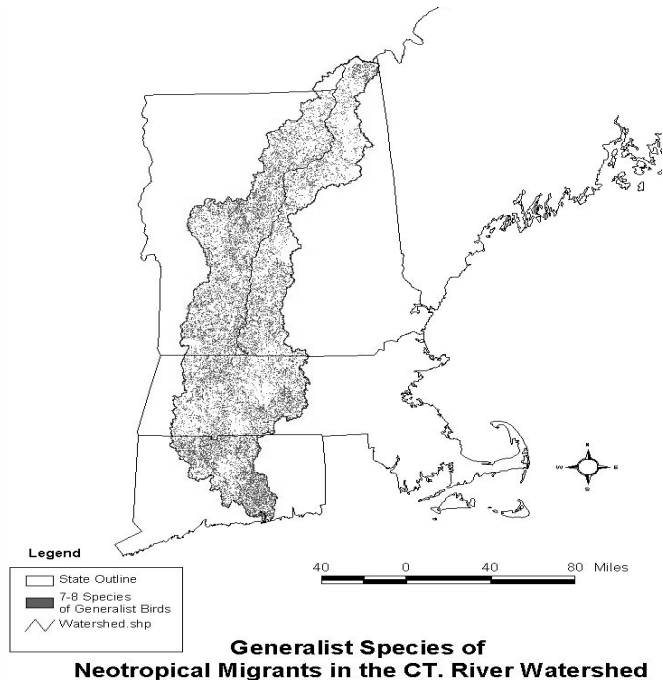 N
W E
S
Legend
State Outline
7-8 Species
of Generalist Birds
Watershed.shp
40 0 40 80 Miles
Generalist Species of
Neotropical Migrants in the CT. River Watershed